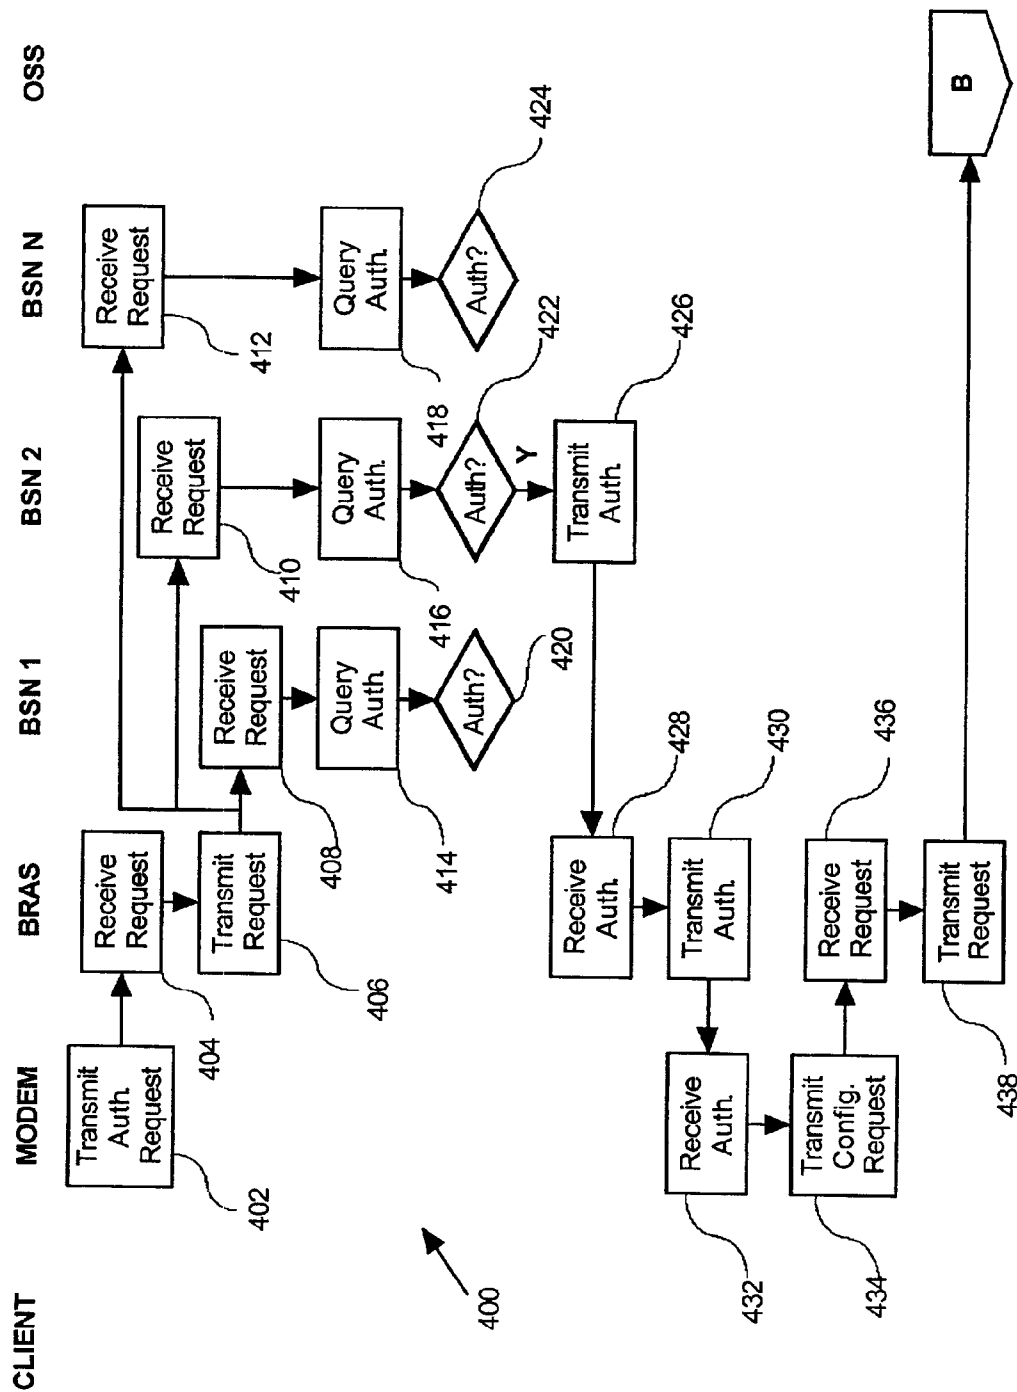 CLIENT
MODEM
BRAS
BSN 1
BSN 2
BSN N
OSS
Transmit
Auth.
Request
402
Receive
Request
404
Transmit
Request
406
Receive
Request
408
Receive
Request
410
Receive
Request
412
Query
Auth.
414
Query
Auth.
416
Query
Auth.
418
Auth?
420
Auth?
422
Y
Auth?
424
Transmit
Auth.
426
Receive
Auth.
428
Transmit
Auth.
430
Receive
Auth.
432
Transmit
Config.
Request
434
Receive
Request
436
Transmit
Request
438
B
400